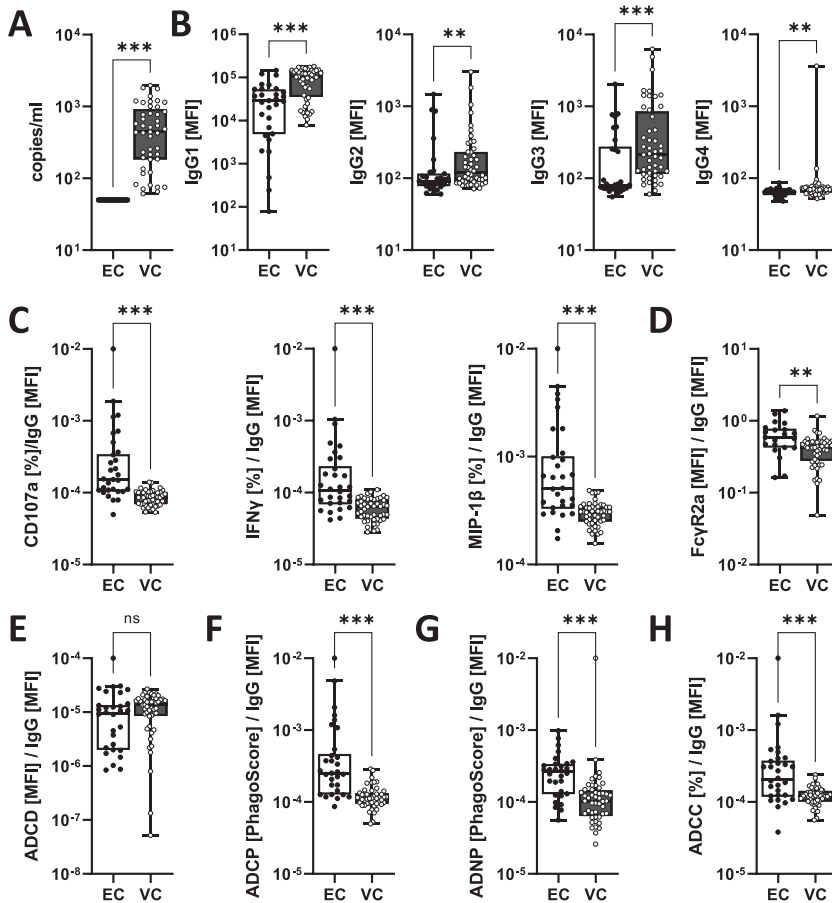 A
copies/ml
10⁴
10³
10²
10¹
***
EC VC
B
IgG1 [MFI]
10⁶
10⁵
10⁴
10³
10²
10¹
***
EC VC
IgG2 [MFI]
10⁴
10³
10²
10¹
**
EC VC
IgG3 [MFI]
10⁴
10³
10²
10¹
***
EC VC
IgG4 [MFI]
10⁴
10³
10²
10¹
**
EC VC
C
CD107a [%]/IgG [MFI]
10⁻²
10⁻³
10⁻⁴
10⁻⁵
***
EC VC
IFNγ [%] / IgG [MFI]
10⁻²
10⁻³
10⁻⁴
10⁻⁵
***
EC VC
MIP-1β [%] / IgG [MFI]
10⁻²
10⁻³
10⁻⁴
***
EC VC
D
FcγR2a [MFI] / IgG [MFI]
10¹
10⁰
10⁻¹
10⁻²
**
EC VC
E
ADCD [MFI] / IgG [MFI]
10⁻⁴
10⁻⁵
10⁻⁶
10⁻⁷
10⁻⁸
ns
EC VC
F
ADCP [PhagoScore] / IgG [MFI]
10⁻²
10⁻³
10⁻⁴
10⁻⁵
***
EC VC
G
ADNP [PhagoScore] / IgG [MFI]
10⁻²
10⁻³
10⁻⁴
10⁻⁵
***
EC VC
H
ADCC [%] / IgG [MFI]
10⁻²
10⁻³
10⁻⁴
10⁻⁵
***
EC VC